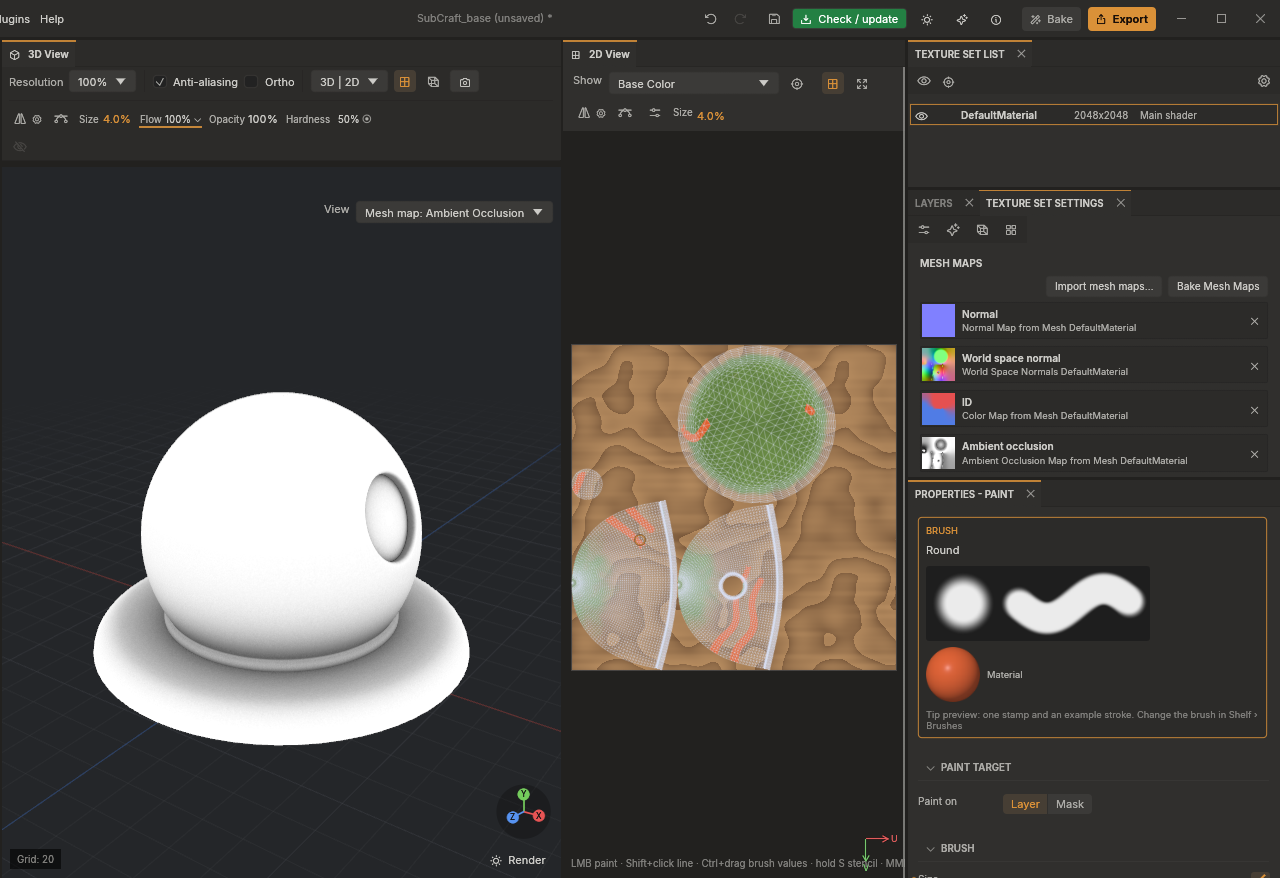 lugins Help
SubCraft_base (unsaved) *
Check / update
Bake
Export
3D View
Resolution 100%
Anti-aliasing
Ortho
3D | 2D
Size 4.0% Flow 100% Opacity 100% Hardness 50%
View Mesh map: Ambient Occlusion
Y
Z
X
Grid: 20
Render
2D View
Show Base Color
Size 4.0%
U
V
LMB paint · Shift+click line · Ctrl+drag brush values · hold S stencil · MM
TEXTURE SET LIST
DefaultMaterial 2048x2048 Main shader
LAYERS
TEXTURE SET SETTINGS
MESH MAPS
Import mesh maps... Bake Mesh Maps
Normal
Normal Map from Mesh DefaultMaterial
World space normal
World Space Normals DefaultMaterial
ID
Color Map from Mesh DefaultMaterial
Ambient occlusion
Ambient Occlusion Map from Mesh DefaultMaterial
PROPERTIES - PAINT
BRUSH
Round
Material
Tip preview: one stamp and an example stroke. Change the brush in Shelf ›
Brushes
PAINT TARGET
Paint on Layer Mask
BRUSH